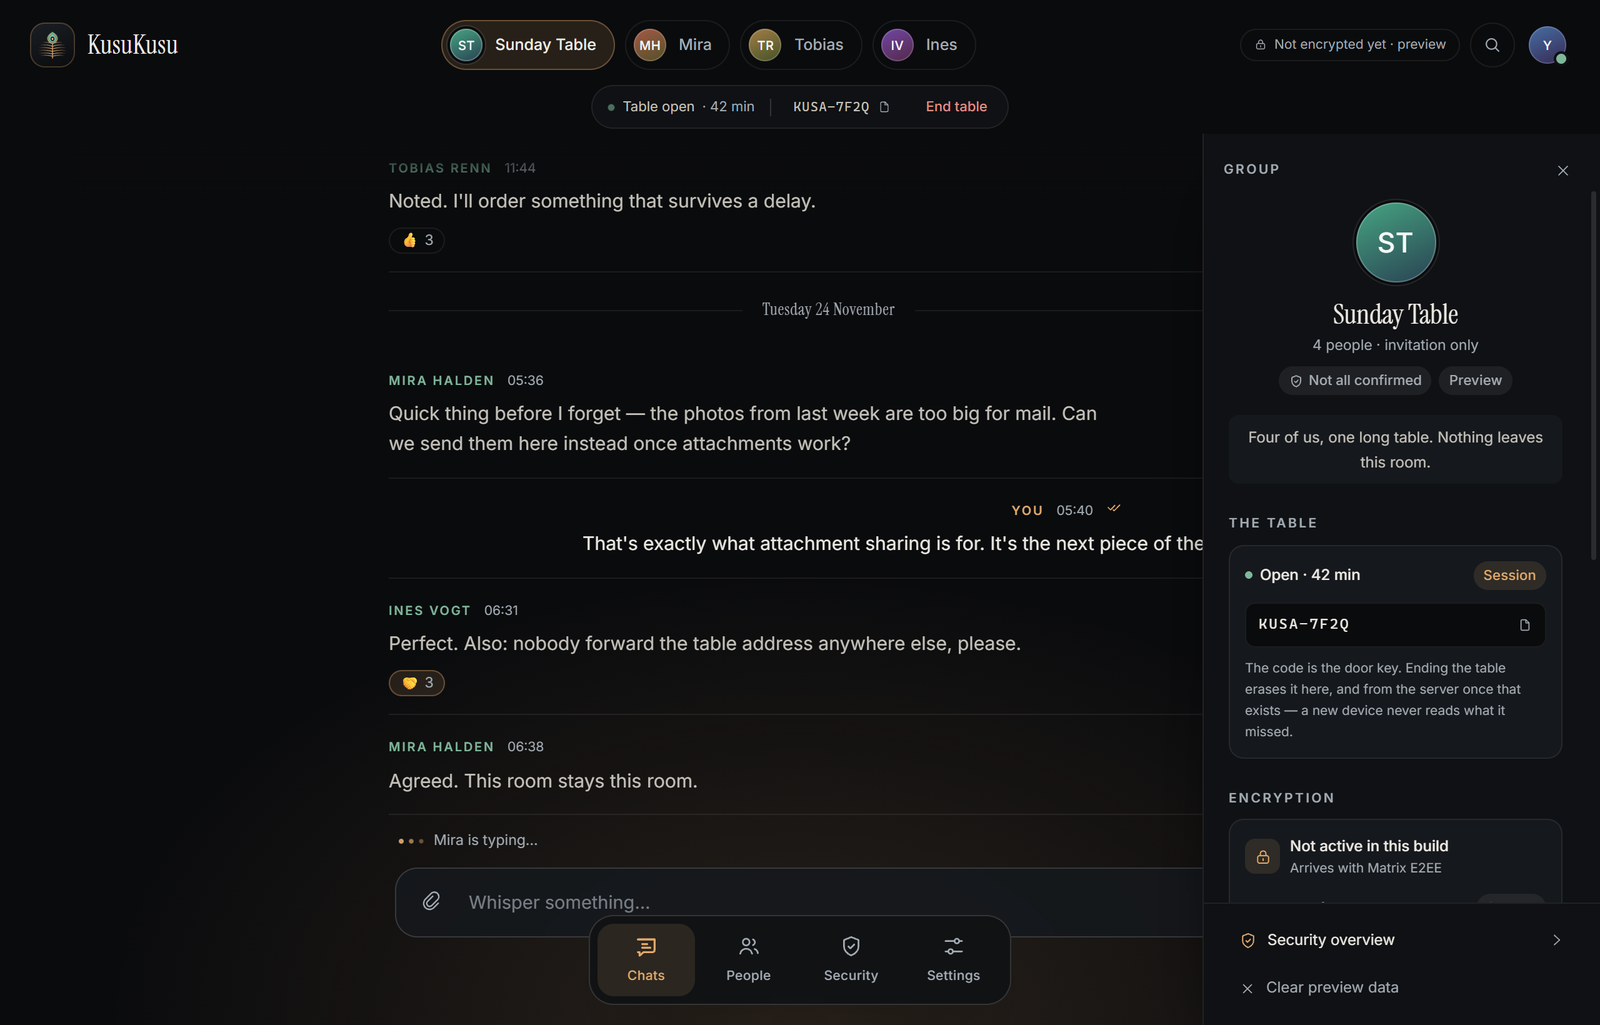 KusuKusu
ST Sunday Table
MH Mira
TR Tobias
IV Ines
Not encrypted yet · preview
Y
Table open · 42 min
KUSA-7F2Q
End table
TOBIAS RENN 11:44
Noted. I'll order something that survives a delay.
👍 3
Tuesday 24 November
MIRA HALDEN 05:36
Quick thing before I forget — the photos from last week are too big for mail. Can
we send them here instead once attachments work?
YOU 05:40
That's exactly what attachment sharing is for. It's the next piece of the
INES VOGT 06:31
Perfect. Also: nobody forward the table address anywhere else, please.
3
MIRA HALDEN 06:38
Agreed. This room stays this room.
Mira is typing...
Whisper something...
Chats
People
Security
Settings
GROUP
ST
Sunday Table
4 people · invitation only
Not all confirmed
Preview
Four of us, one long table. Nothing leaves
this room.
THE TABLE
Open · 42 min
Session
KUSA-7F2Q
The code is the door key. Ending the table
erases it here, and from the server once that
exists — a new device never reads what it
missed.
ENCRYPTION
Not active in this build
Arrives with Matrix E2EE
Security overview
Clear preview data